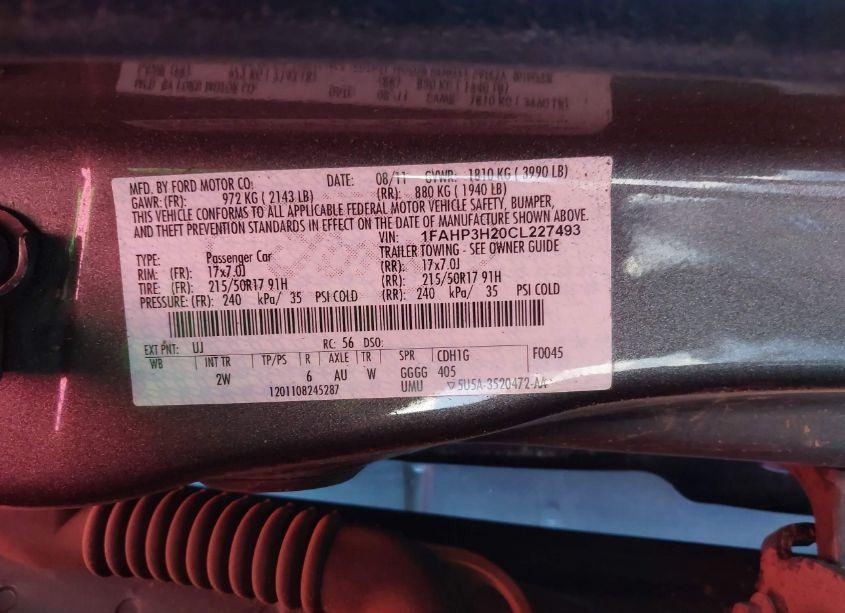 MFD. BY FORD MOTOR CO: DATE: 08/11 GVWR: 1810 KG ( 3990 LB)
GAWR: (FR): 972 KG ( 2143 LB) (RR): 880 KG ( 1940 LB)
THIS VEHICLE CONFORMS TO ALL APPLICABLE FEDERAL MOTOR VEHICLE SAFETY, BUMPER,
AND THEFT PREVENTION STANDARDS IN EFFECT ON THE DATE OF MANUFACTURE SHOWN ABOVE.
VIN: 1FAHP3H20CL227493
TYPE: Passenger Car TRAILER TOWING - SEE OWNER GUIDE
RIM: (FR) 17x7.0J (RR): 17x7.0J
TIRE: (FR) 215/50R17 91H (RR): 215/50R17 91H
PRESSURE: (FR) 240 kPa/ 35 PSI COLD (RR): 240 kPa/ 35 PSI COLD
EXT PNT: UJ RC: 56 DSO:
WB INT TR TP/PS R AXLE TR SPR CDH1G F0045
2W 6 AU W GGGG 405
1201108245287 UMU ▽5U5A-3520472-AA